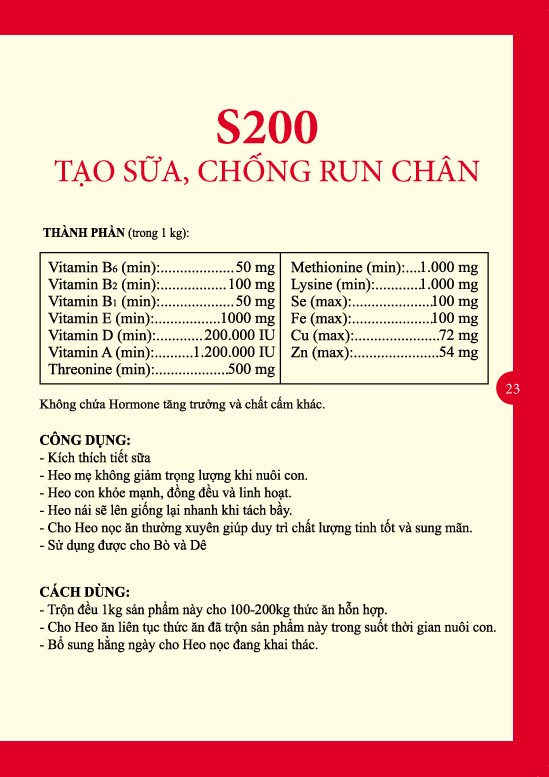 S200
TẠO SỮA, CHỐNG RUN CHÂN
THÀNH PHẦN (trong 1 kg):
Vitamin B6 (min):...................50 mg
Vitamin B2 (min):.................100 mg
Vitamin B1 (min):...................50 mg
Vitamin E (min):.................1000 mg
Vitamin D (min):............200.000 IU
Vitamin A (min):..........1.200.000 IU
Threonine (min):...................500 mg
Methionine (min):....1.000 mg
Lysine (min):...........1.000 mg
Se (max):....................100 mg
Fe (max):....................100 mg
Cu (max):......................72 mg
Zn (max):......................54 mg
23
Không chứa Hormone tăng trưởng và chất cấm khác.
CÔNG DỤNG:
- Kích thích tiết sữa
- Heo mẹ không giảm trọng lượng khi nuôi con.
- Heo con khỏe mạnh, đồng đều và linh hoạt.
- Heo nái sẽ lên giống lại nhanh khi tách bầy.
- Cho Heo nọc ăn thường xuyên giúp duy trì chất lượng tinh tốt và sung mãn.
- Sử dụng được cho Bò và Dê
CÁCH DÙNG:
- Trộn đều 1kg sản phẩm này cho 100-200kg thức ăn hỗn hợp.
- Cho Heo ăn liên tục thức ăn đã trộn sản phẩm này trong suốt thời gian nuôi con.
- Bổ sung hằng ngày cho Heo nọc đang khai thác.